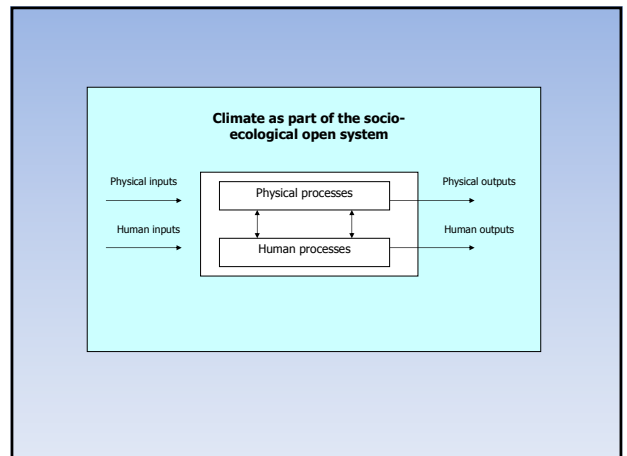 Climate as part of the socio-
ecological open system
Physical inputs
Physical processes
Physical outputs
Human inputs
Human processes
Human outputs